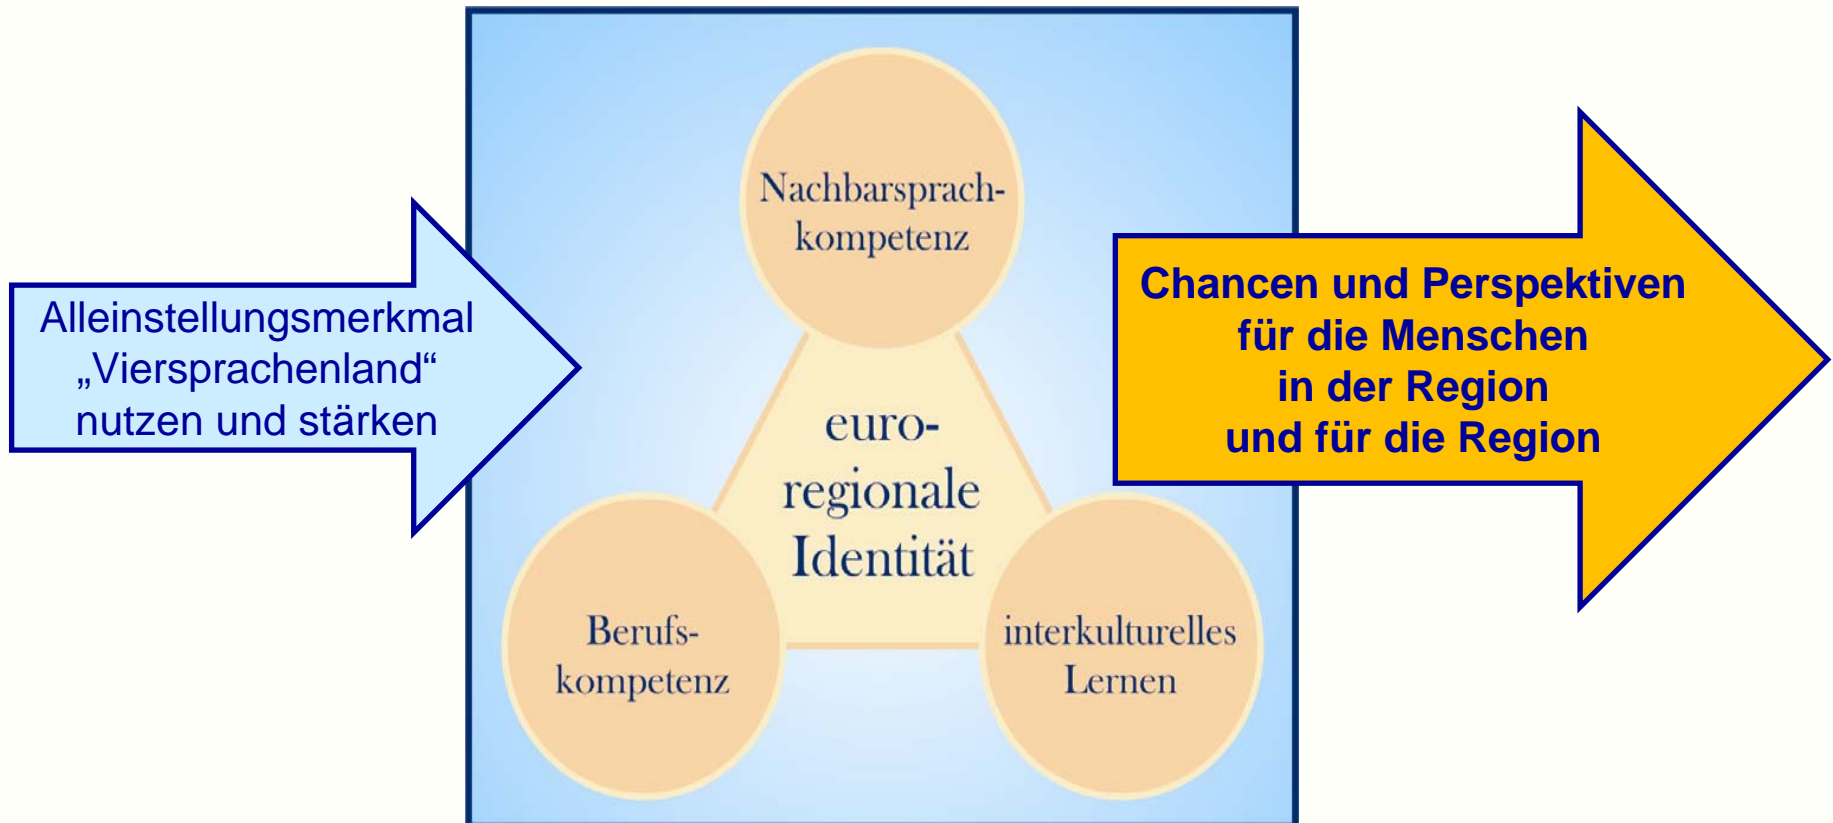 Alleinstellungsmerkmal
„Viersprachenland“
nutzen und stärken
Nachbarsprach-
kompetenz
euro-
regionale
Identität
Berufs-
kompetenz
interkulturelles
Lernen
Chancen und Perspektiven
für die Menschen
in der Region
und für die Region